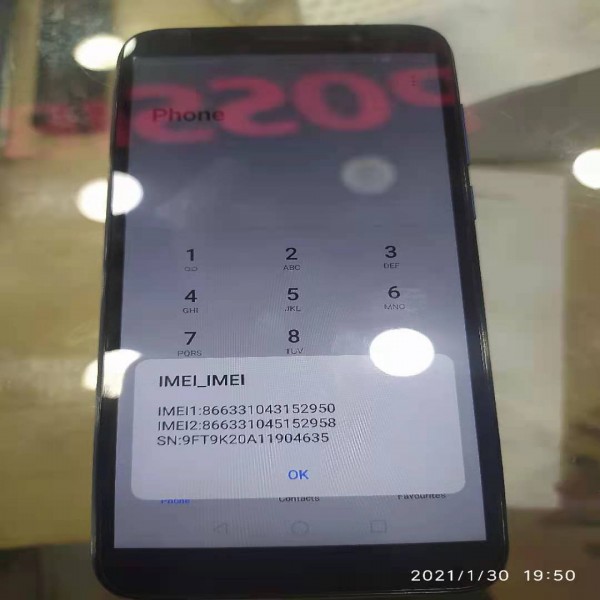 Phone
1
2
3
ABC
DEF
4
5
6
GHI
JKL
MNO
7
8
PQRS
TUV
IMEI_IMEI
IMEI1:866331043152950
IMEI2:866331045152958
SN:9FT9K20A11904635
OK
Phone
Contacts
Favourites
2021/1/30 19:50